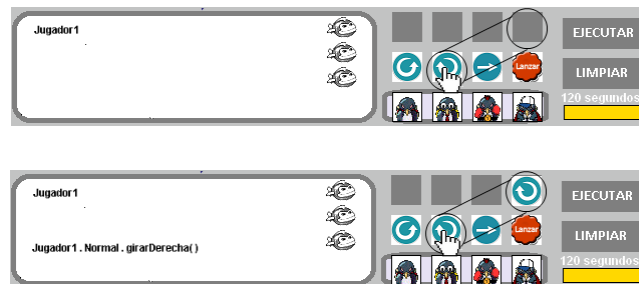 Jugador1
EJECUTAR
Lanzar
LIMPIAR
120 segundos
Jugador1
EJECUTAR
Jugador1 . Normal . girarDerecha( )
Lanzar
LIMPIAR
120 segundos